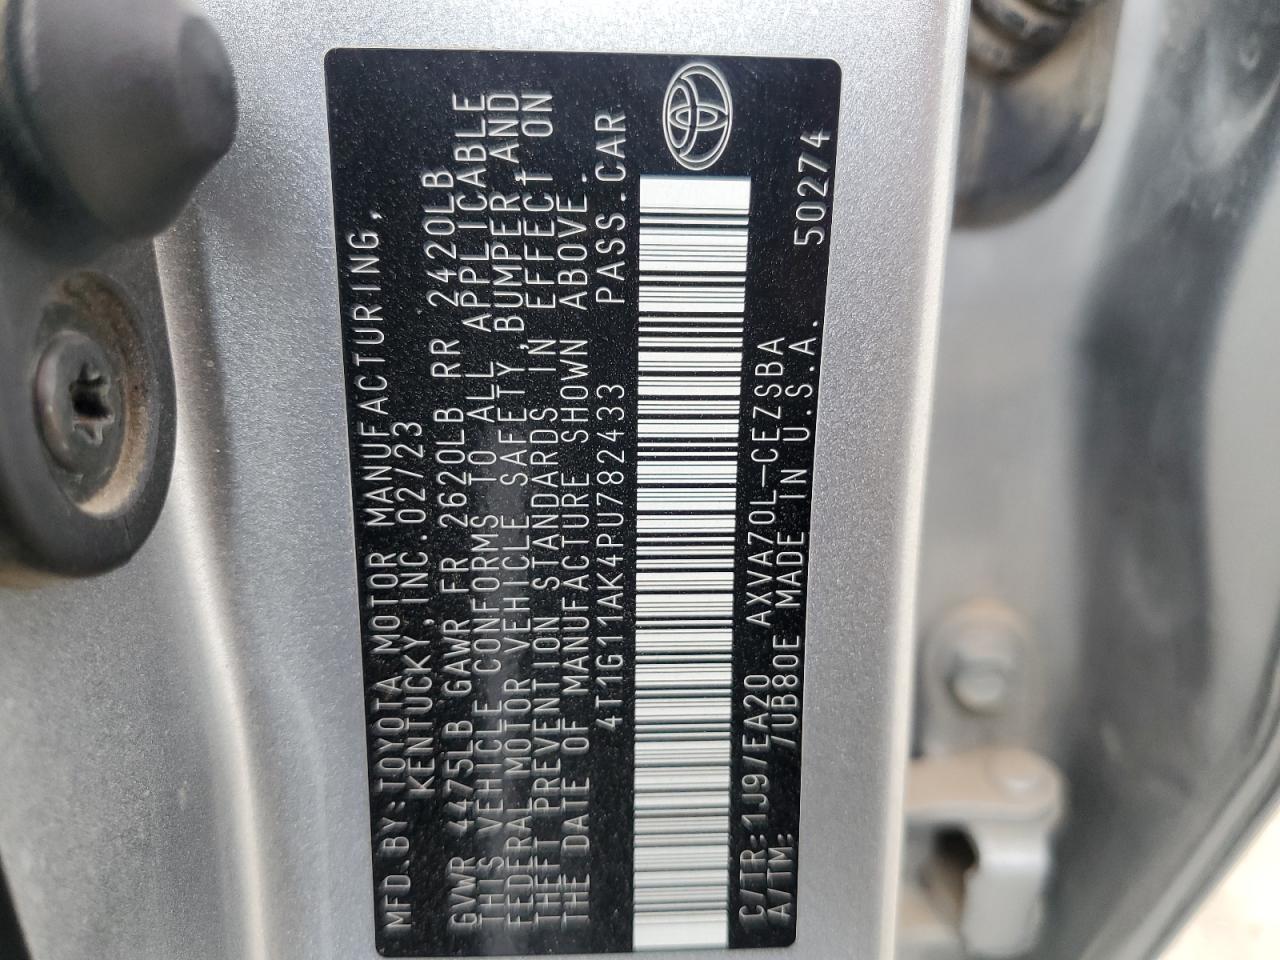 MFD.BY:TOYOTA MOTOR MANUFACTURING,
KENTUCKY,INC.02/23
GVWR 4475LB GAWR FR 2620LB RR 2420LB
THIS VEHICLE CONFORMS TO ALL APPLICABLE
FEDERAL MOTOR VEHICLE SAFETY,BUMPER,AND
THEFT PREVENTION STANDARDS IN EFFECT ON
THE DATE OF MANUFACTURE SHOWN ABOVE.
4T1G11AK4PU782433 PASS.CAR
C/TR:1J9/EA20 AXVA70L-CEZSBA
A/TM: /UB80E MADE IN U.S.A. 50274